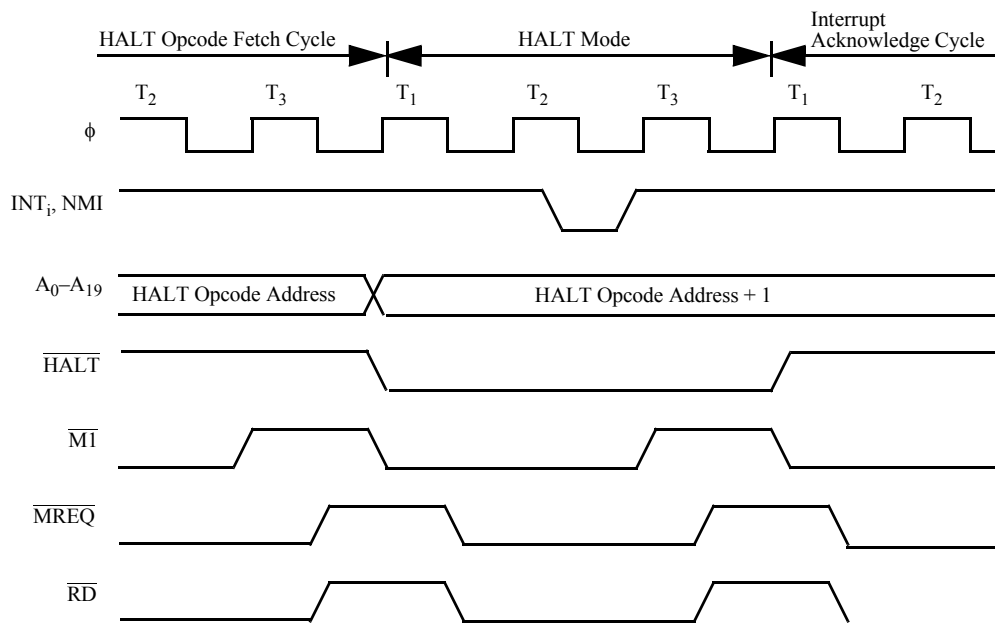 HALT Opcode Fetch Cycle
HALT Mode
Interrupt
Acknowledge Cycle
T2 T3 T1 T2 T3 T1 T2
ϕ
INTi, NMI
A0–A19
HALT Opcode Address
HALT Opcode Address + 1
HALT
M1
MREQ
RD